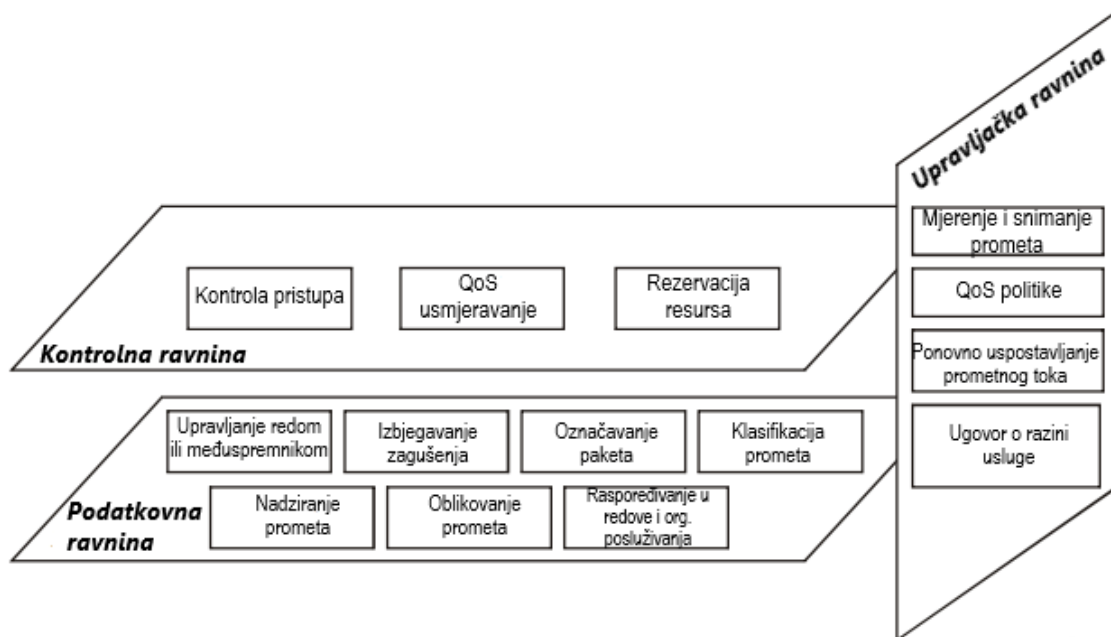 Upravljačka ravnina
Mjerenje i snimanje
prometa
QoS politike
Ponovno uspostavljanje
prometnog toka
Ugovor o razini
usluge
Kontrola pristupa
QoS
usmjeravanje
Rezervacija
resursa
Kontrolna ravnina
Upravljanje redom
ili međuspremnikom
Izbjegavanje
zagušenja
Označavanje
paketa
Klasifikacija
prometa
Nadziranje
prometa
Oblikovanje
prometa
Raspoređivanje u
redove i org.
posluživanja
Podatkovna
ravnina